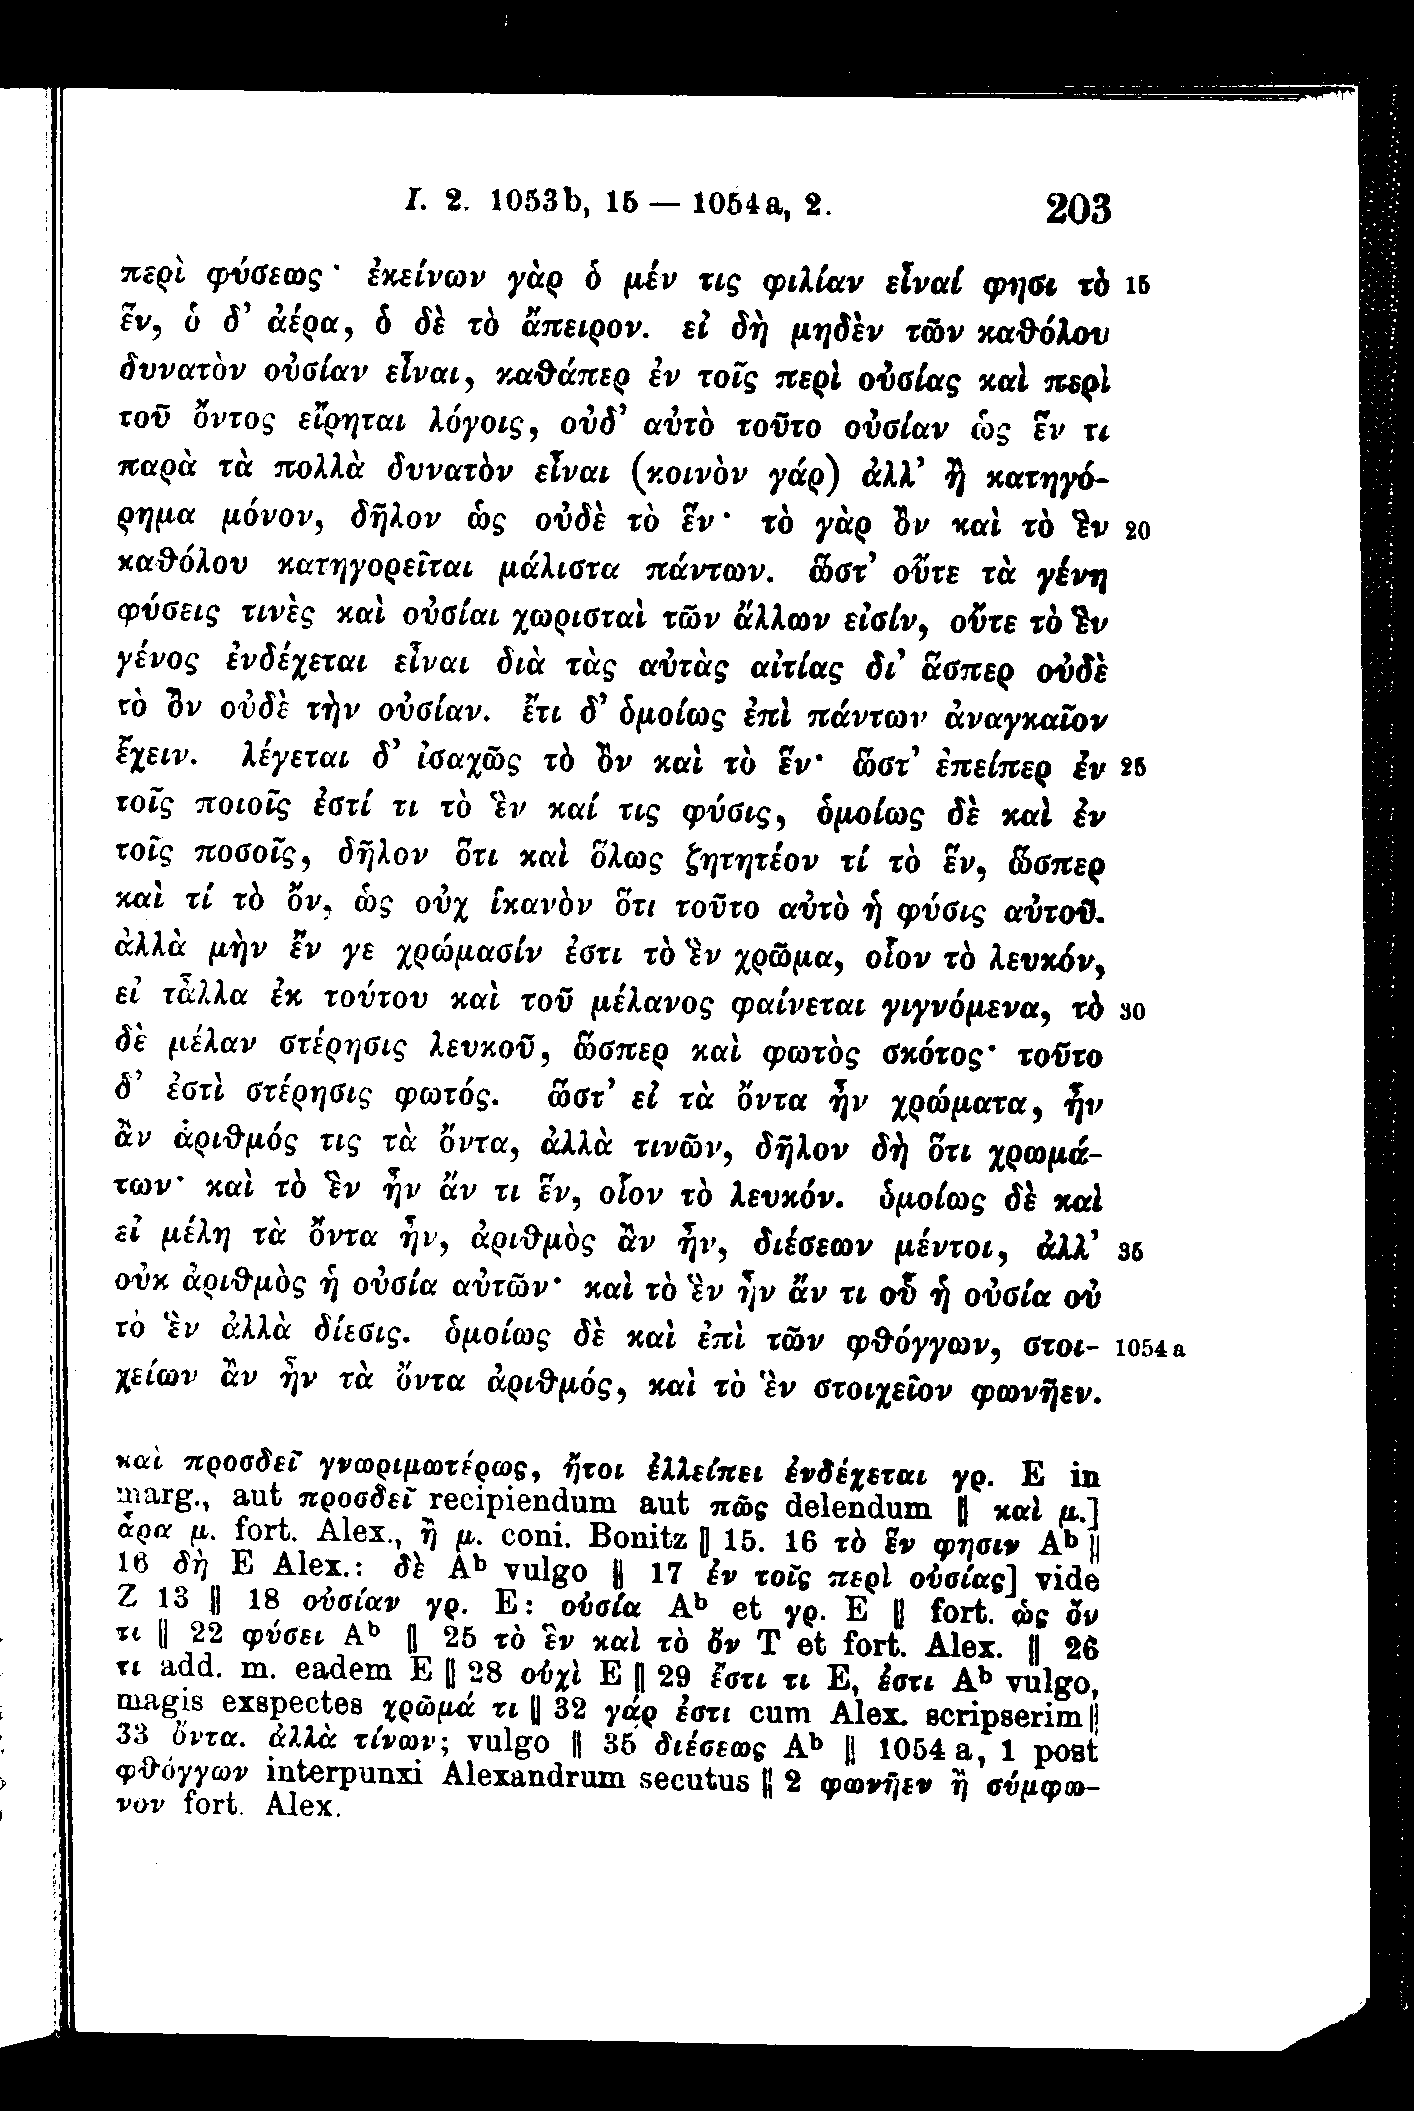 I. 2. 1053b, 15 — 1054a, 2. 203
περὶ φύσεως· ἐκείνων γὰρ ὁ μέν τις φιλίαν εἶναί φησι τὸ 15
ἕν, ὁ δ’ ἀέρα, ὁ δὲ τὸ ἄπειρον. εἰ δὴ μηδὲν τῶν καθόλου
δυνατὸν οὐσίαν εἶναι, καθάπερ ἐν τοῖς περὶ οὐσίας καὶ περὶ
τοῦ ὄντος εἴρηται λόγοις, οὐδ’ αὐτὸ τοῦτο οὐσίαν ὡς ἕν τι
παρὰ τὰ πολλὰ δυνατὸν εἶναι (κοινὸν γάρ) ἀλλ’ ἢ κατηγό-
ρημα μόνον, δῆλον ὡς οὐδὲ τὸ ἕν· τὸ γὰρ ὂν καὶ τὸ ἓν 20
καθόλου κατηγορεῖται μάλιστα πάντων. ὥστ’ οὔτε τὰ γένη
φύσεις τινὲς καὶ οὐσίαι χωρισταὶ τῶν ἄλλων εἰσίν, οὔτε τὸ ἓν
γένος ἐνδέχεται εἶναι διὰ τὰς αὐτὰς αἰτίας δι’ ἅσπερ οὐδὲ
τὸ ὂν οὐδὲ τὴν οὐσίαν. ἔτι δ’ ὁμοίως ἐπὶ πάντων ἀναγκαῖον
ἔχειν. λέγεται δ’ ἰσαχῶς τὸ ὂν καὶ τὸ ἕν· ὥστ’ ἐπείπερ ἐν 25
τοῖς ποιοῖς ἐστί τι τὸ ἓν καί τις φύσις, ὁμοίως δὲ καὶ ἐν
τοῖς ποσοῖς, δῆλον ὅτι καὶ ὅλως ζητητέον τί τὸ ἕν, ὥσπερ
καὶ τί τὸ ὄν, ὡς οὐχ ἱκανὸν ὅτι τοῦτο αὐτὸ ἡ φύσις αὐτοῦ.
ἀλλὰ μὴν ἔν γε χρώμασίν ἐστι τὸ ἓν χρῶμα, οἷον τὸ λευκόν,
εἰ τἆλλα ἐκ τούτου καὶ τοῦ μέλανος φαίνεται γιγνόμενα, τὸ 30
δὲ μέλαν στέρησις λευκοῦ, ὥσπερ καὶ φωτὸς σκότος· τοῦτο
δ’ ἐστὶ στέρησις φωτός. ὥστ’ εἰ τὰ ὄντα ἦν χρώματα, ἦν
ἂν ἀριθμός τις τὰ ὄντα, ἀλλὰ τινῶν, δῆλον δὴ ὅτι χρωμά-
των· καὶ τὸ ἓν ἦν ἄν τι ἕν, οἷον τὸ λευκόν. ὁμοίως δὲ καὶ
εἰ μέλη τὰ ὄντα ἦν, ἀριθμὸς ἂν ἦν, διέσεων μέντοι, ἀλλ’ 35
οὐκ ἀριθμὸς ἡ οὐσία αὐτῶν· καὶ τὸ ἓν ἦν ἄν τι οὗ ἡ οὐσία οὐ
τὸ ἓν ἀλλὰ δίεσις. ὁμοίως δὲ καὶ ἐπὶ τῶν φθόγγων, στοι- 1054 a
χείων ἂν ἦν τὰ ὄντα ἀριθμός, καὶ τὸ ἓν στοιχεῖον φωνῆεν.
καὶ προσδεῖ γνωριμωτέρως, ἤτοι ἐλλείπει ἐνδέχεται γρ. E in
marg., aut προσδεῖ recipiendum aut πῶς delendum ‖ καὶ μ.]
ἆρα μ. fort. Alex., ἢ μ. coni. Bonitz ‖ 15. 16 τὸ ἕν φησιν Aᵇ ‖
16 δὴ E Alex.: δὲ Aᵇ vulgo ‖ 17 ἐν τοῖς περὶ οὐσίας] vide
Z 13 ‖ 18 οὐσίαν γρ. E: οὐσία Aᵇ et γρ. E ‖ fort. ὡς ὄν
τι ‖ 22 φύσει Aᵇ ‖ 25 τὸ ἓν καὶ τὸ ὄν T et fort. Alex. ‖ 26
τι add. m. eadem E ‖ 28 οὐχὶ E ‖ 29 ἔστι τι E, ἐστι Aᵇ vulgo,
magis exspectes χρῶμά τι ‖ 32 γάρ ἐστι cum Alex. scripserim ‖
33 ὄντα. ἀλλὰ τίνων; vulgo ‖ 35 διέσεως Aᵇ ‖ 1054 a, 1 post
φθόγγων interpunxi Alexandrum secutus ‖ 2 φωνῆεν ἢ σύμφω-
νον fort. Alex.